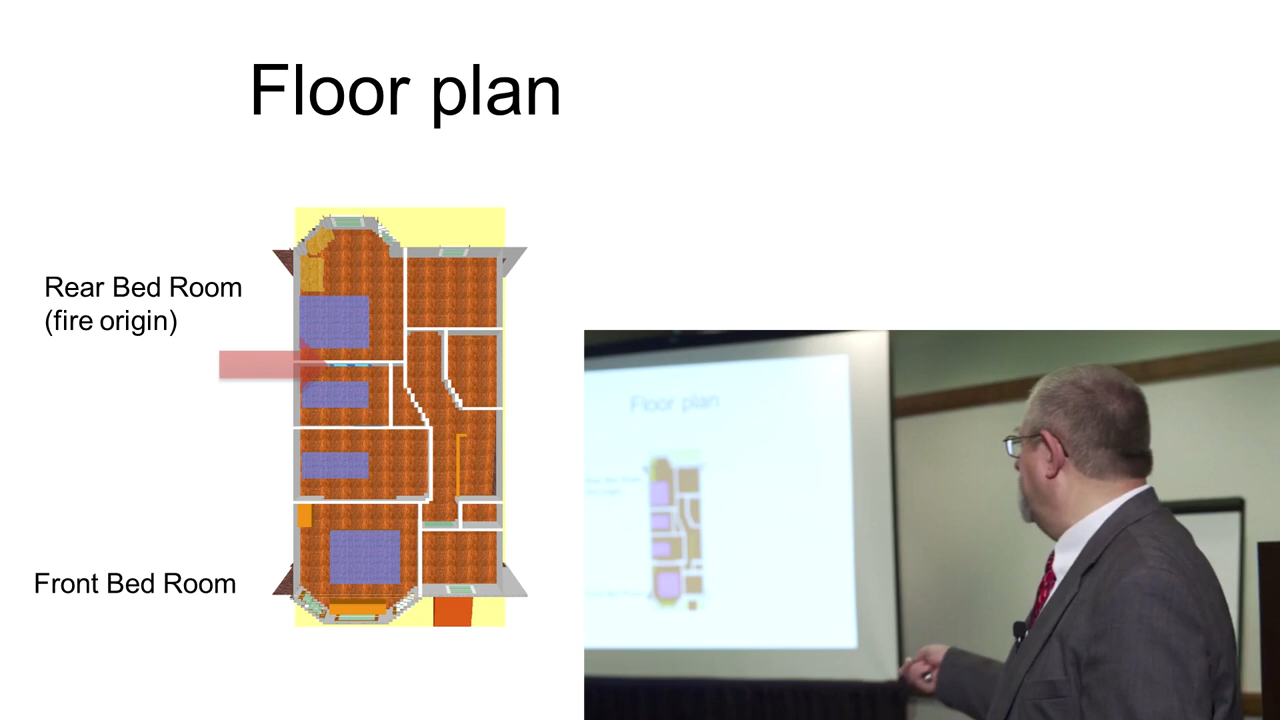 Floor plan
Rear Bed Room
(fire origin)
Front Bed Room
Floor plan